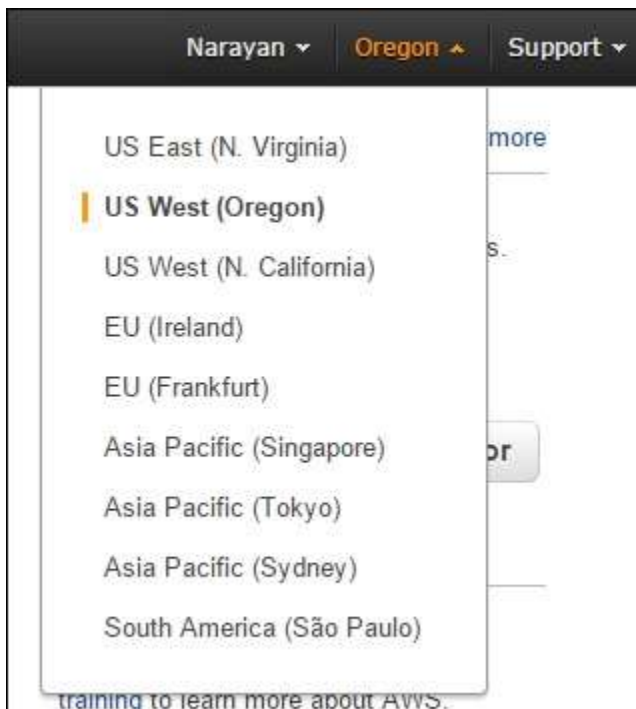 Narayan Oregon Support
US East (N. Virginia)
more
US West (Oregon)
US West (N. California)
s.
EU (Ireland)
EU (Frankfurt)
Asia Pacific (Singapore)
or
Asia Pacific (Tokyo)
Asia Pacific (Sydney)
South America (São Paulo)
training to learn more about AWS.